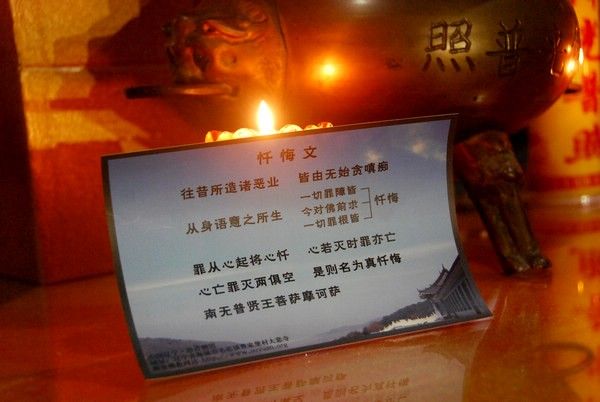 照普
忏悔文
往昔所造诸恶业 皆由无始贪嗔痴
从身语意之所生 一切罪障皆 今对佛前求 一切罪根皆 忏悔
罪从心起将心忏 心若灭时罪亦亡
心亡罪灭两俱空 是则名为真忏悔
南无普贤王菩萨摩诃萨